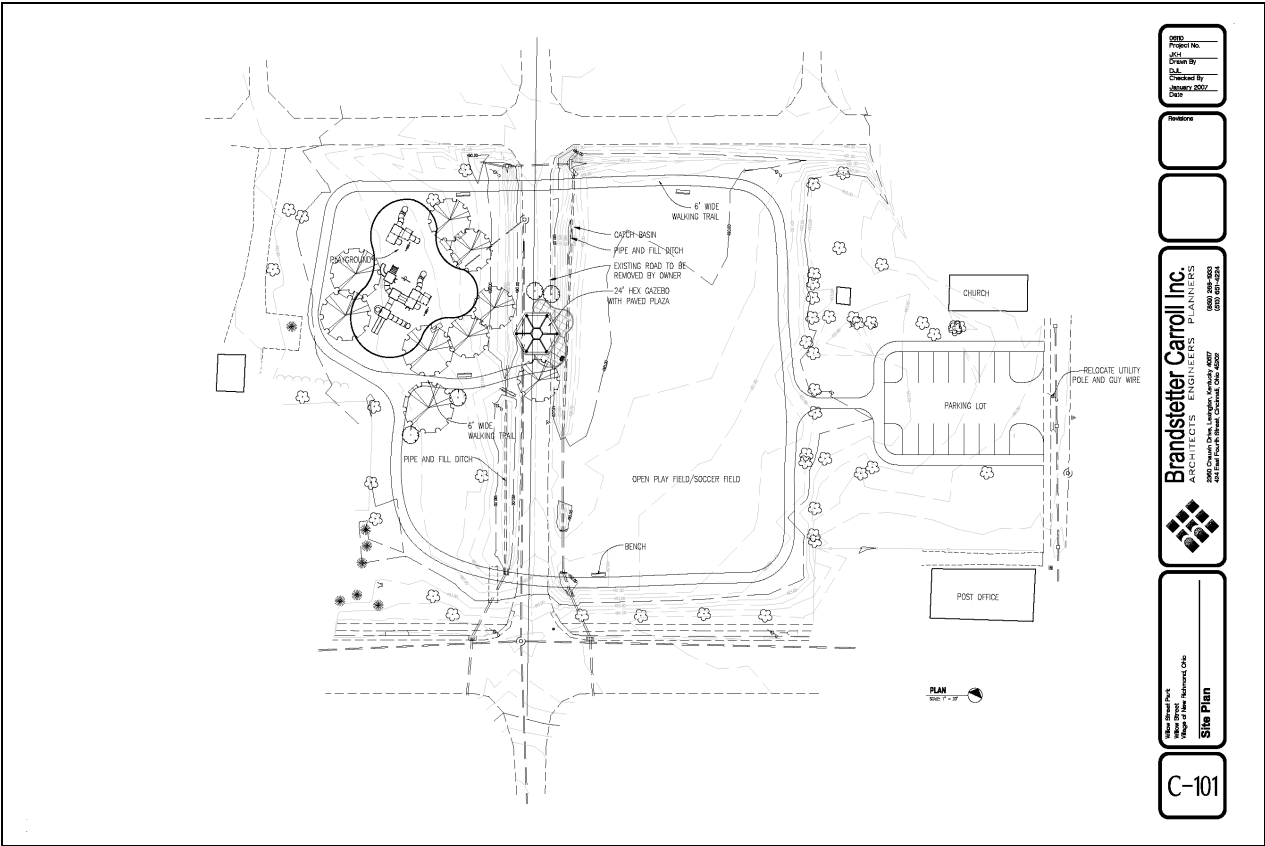 6' WIDE
WALKING TRAIL
CATCH BASIN
PIPE AND FILL DITCH
EXISTING ROAD TO BE
REMOVED BY OWNER
24' HEX GAZEBO
WITH PAVED PLAZA
PLAYGROUND
CHURCH
RELOCATE UTILITY
POLE AND GUY WIRE
PARKING LOT
6' WIDE
WALKING TRAIL
PIPE AND FILL DITCH
OPEN PLAY FIELD/SOCCER FIELD
BENCH
POST OFFICE
PLAN
06110
Project No.
JKH
Drawn By
DJL
Checked By
January 2007
Date
Revisions
Brandstetter Carroll Inc.
ARCHITECTS ENGINEERS PLANNERS
Willow Street Park
Willow Street
Village of New Richmond, Ohio
Site Plan
C-101